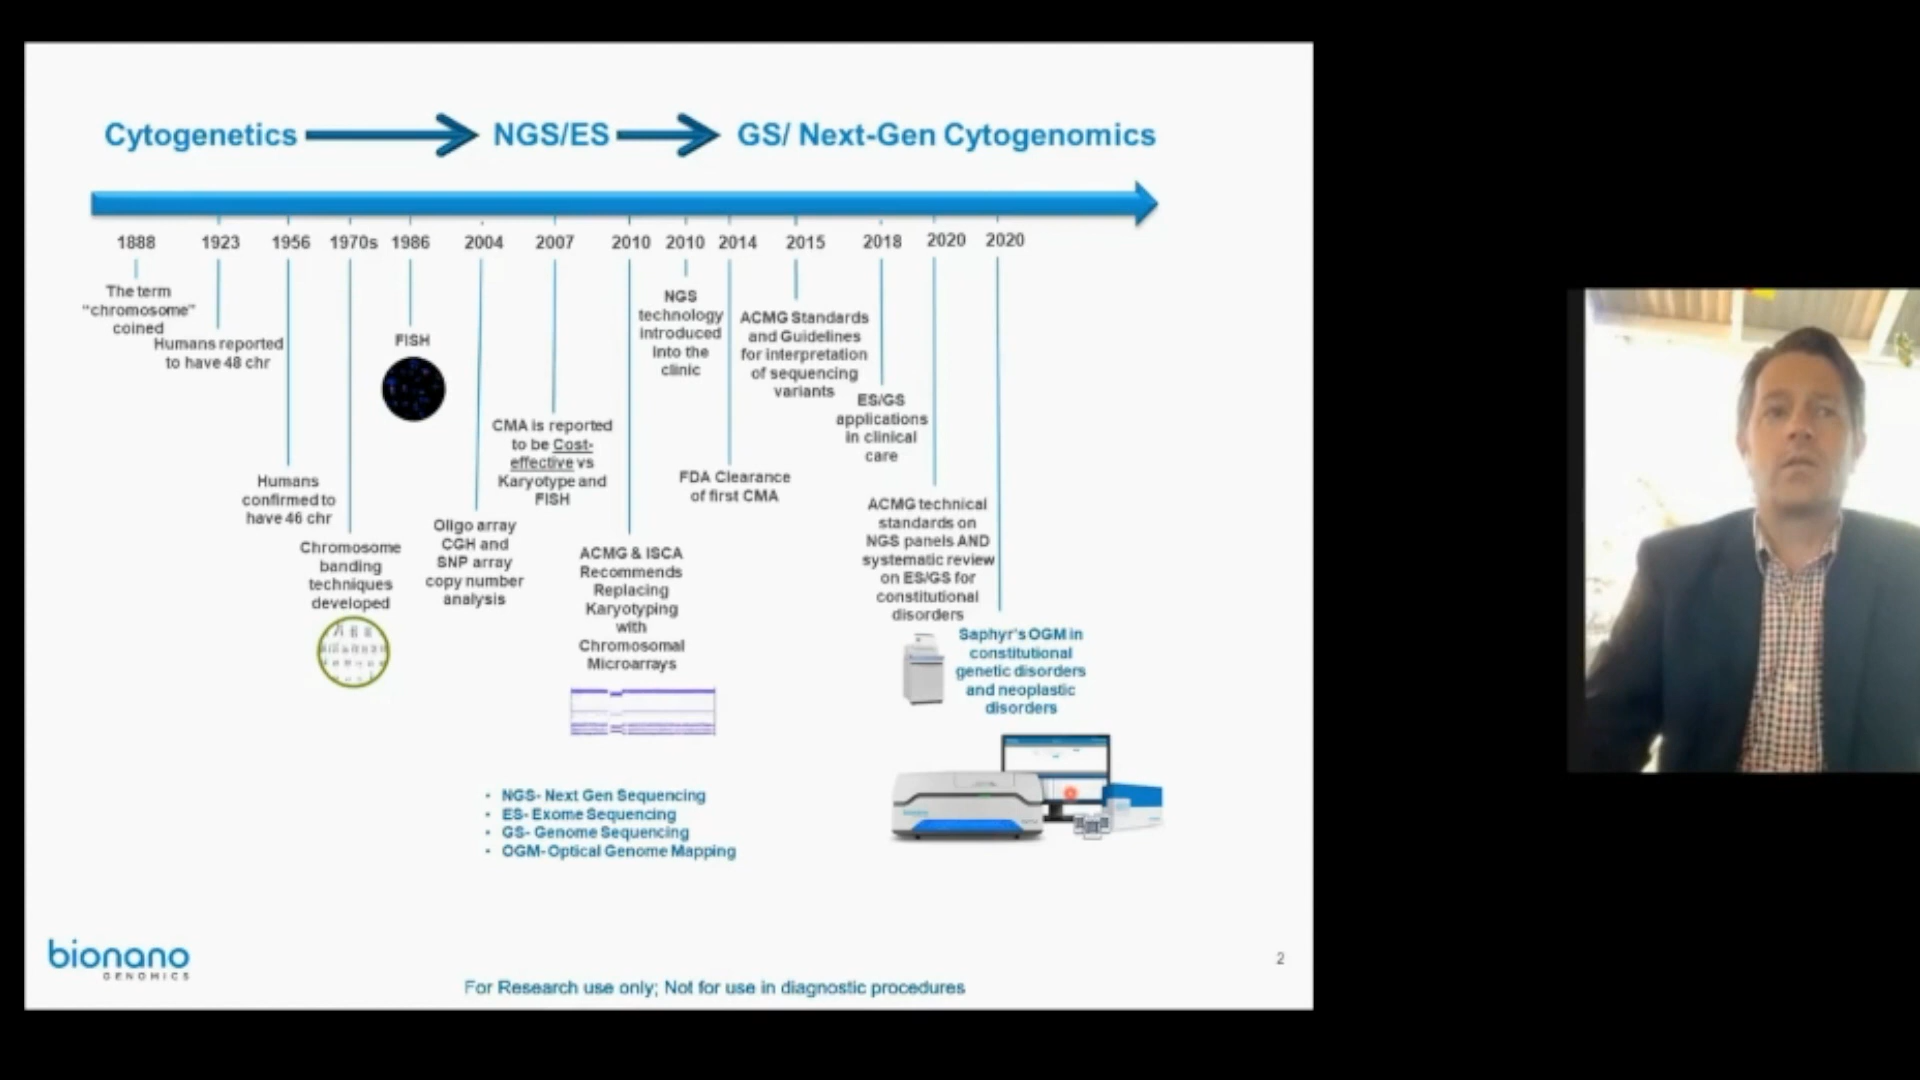 Cytogenetics NGS/ES GS/ Next-Gen Cytogenomics
1888 1923 1956 1970s 1986 2004 2007 2010 2010 2014 2015 2018 2020 2020
The term
"chromosome"
coined
Humans reported
to have 48 chr
Humans
confirmed to
have 46 chr
Chromosome
banding
techniques
developed
FISH
Oligo array
CGH and
SNP array
copy number
analysis
CMA is reported
to be Cost-
effective vs
Karyotype and
FISH
ACMG & ISCA
Recommends
Replacing
Karyotyping
with
Chromosomal
Microarrays
NGS
technology
introduced
into the
clinic
FDA Clearance
of first CMA
ACMG Standards
and Guidelines
for interpretation
of sequencing
variants
ES/GS
applications
in clinical
care
ACMG technical
standards on
NGS panels AND
systematic review
on ES/GS for
constitutional
disorders
Saphyr's OGM in
constitutional
genetic disorders
and neoplastic
disorders
• NGS- Next Gen Sequencing
• ES- Exome Sequencing
• GS- Genome Sequencing
• OGM-Optical Genome Mapping
bionano
GENOMICS
For Research use only; Not for use in diagnostic procedures
2